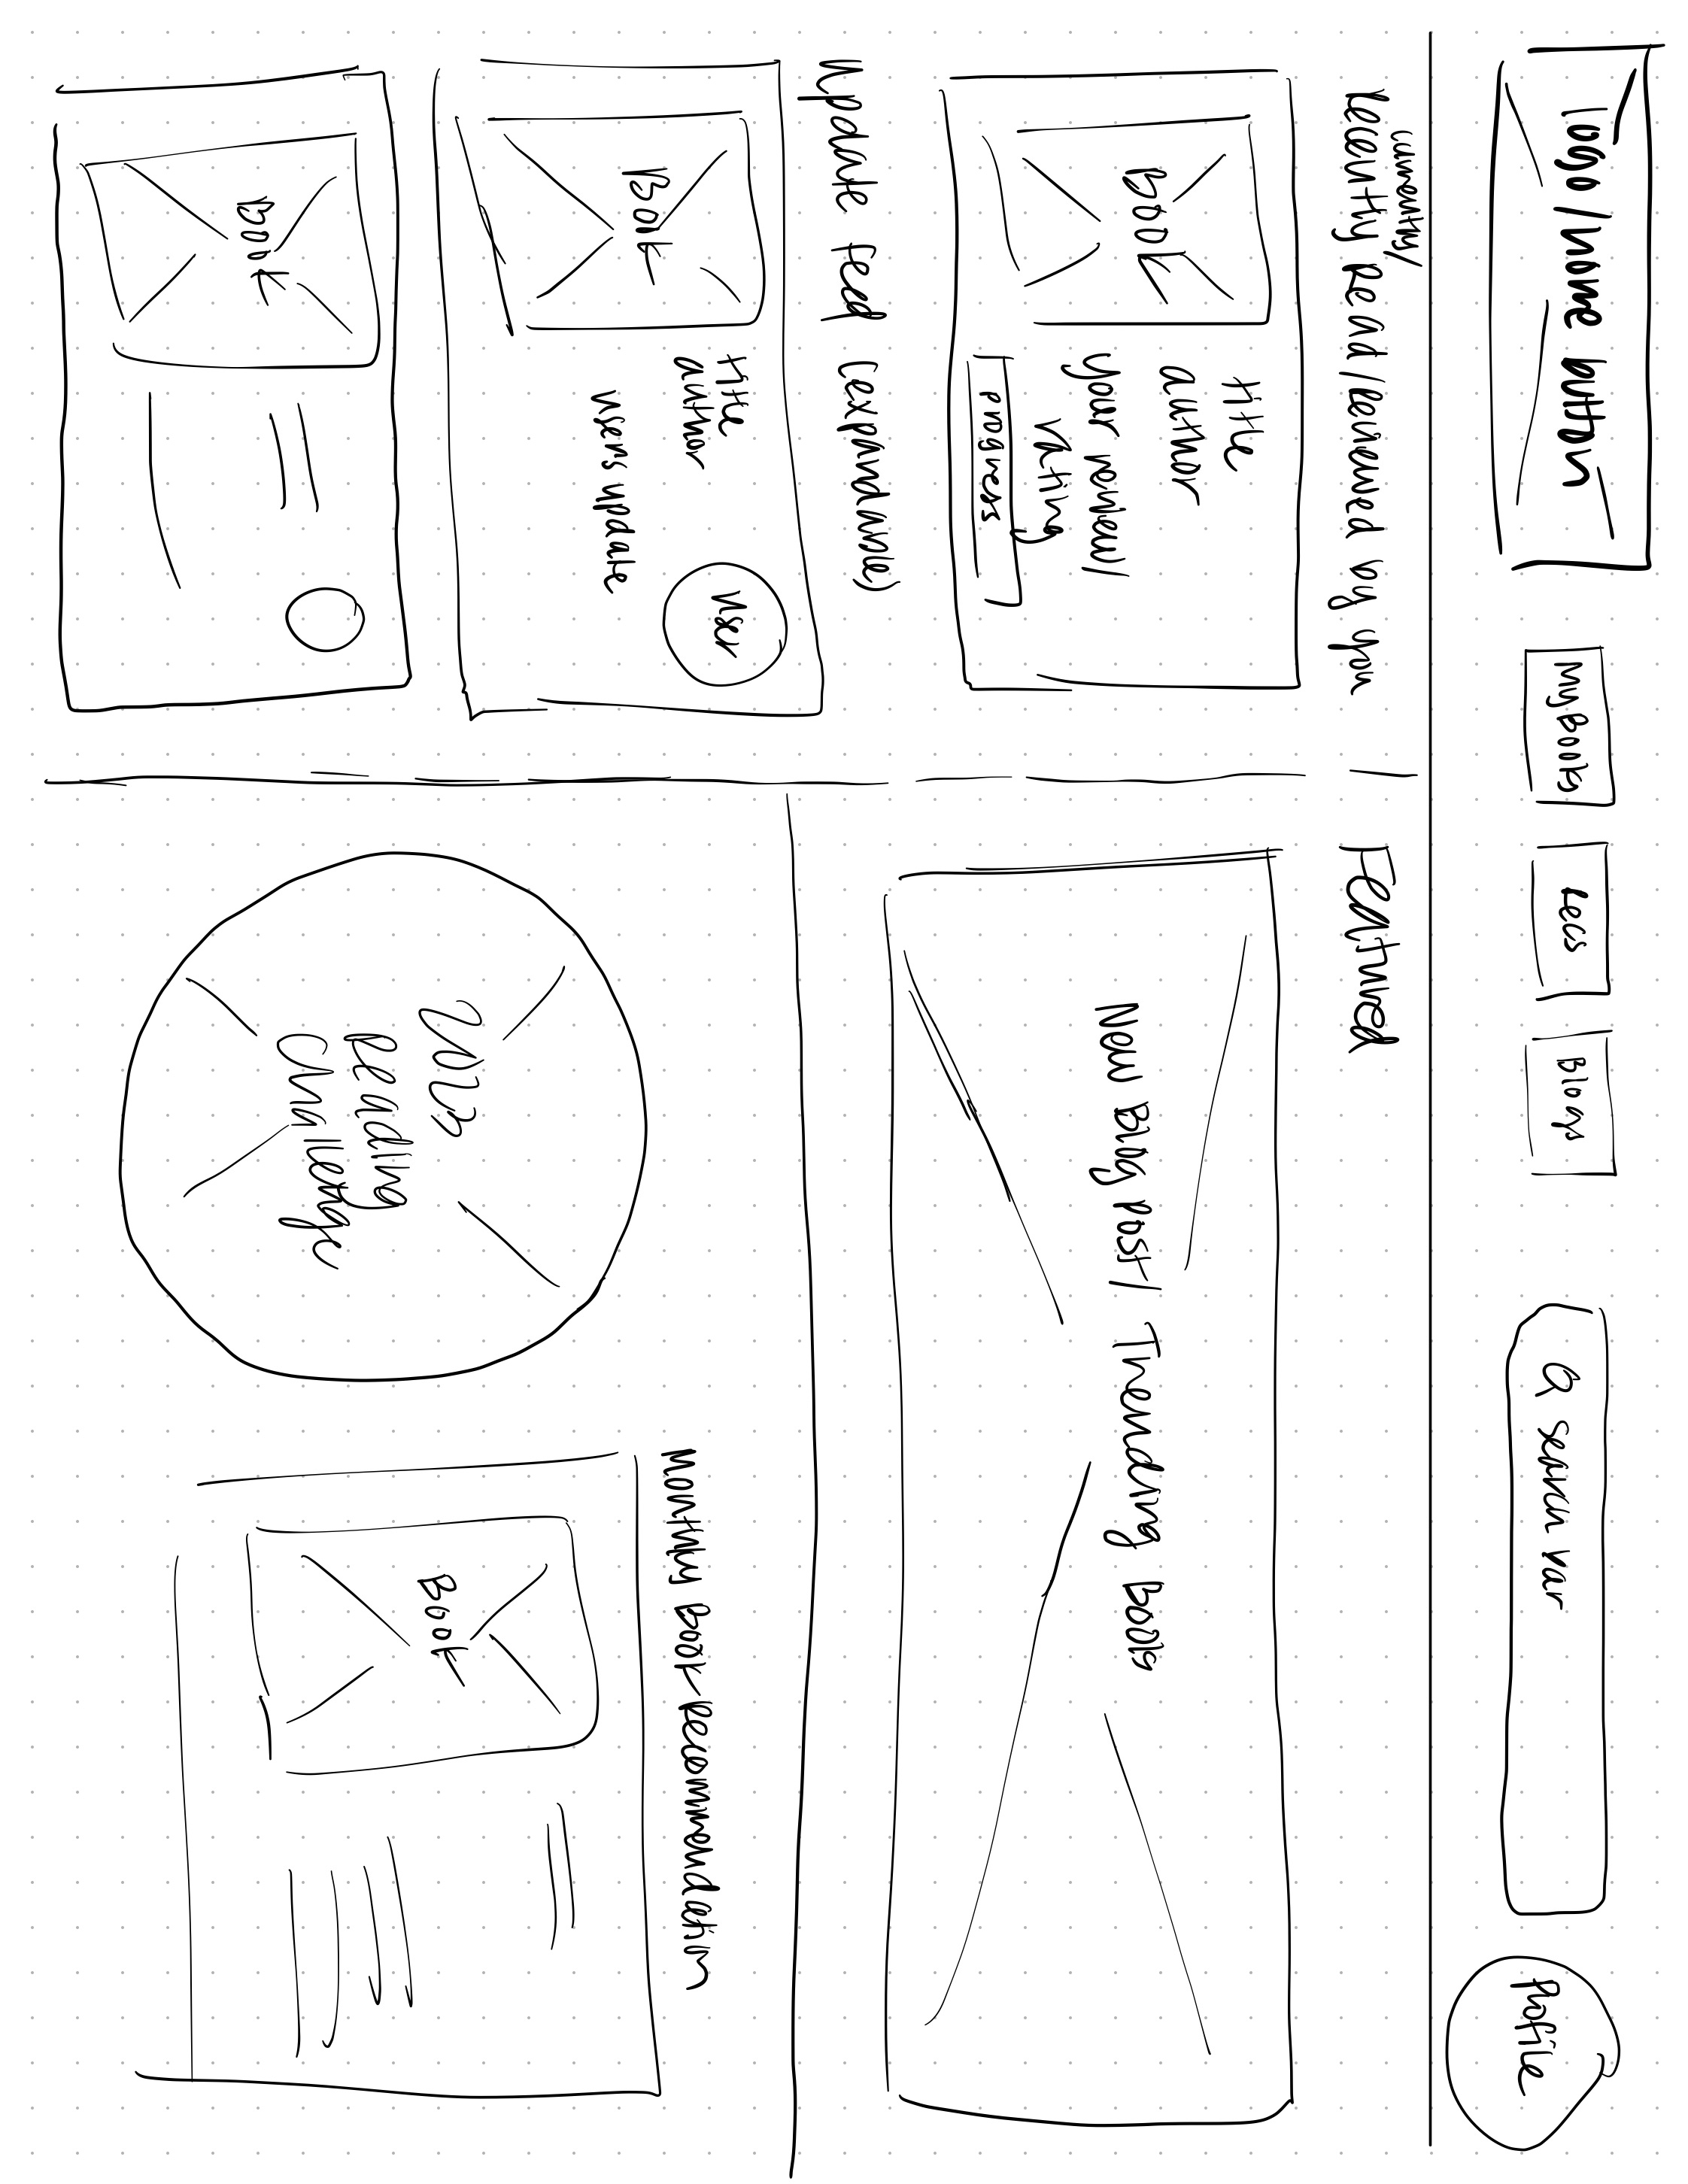 Logo/home button
My Books
Recs
Blogs
Q search bar
Profile
currently/
Recently Read/Reviewed by you
Featured
Book
title
author
your review/
rating
progress
New Blog post/ Trending Books
update feed (expandable)
Book
title
author
user
users update
Monthly Book Recommendation
2023
Reading
Challenge
Book
Book